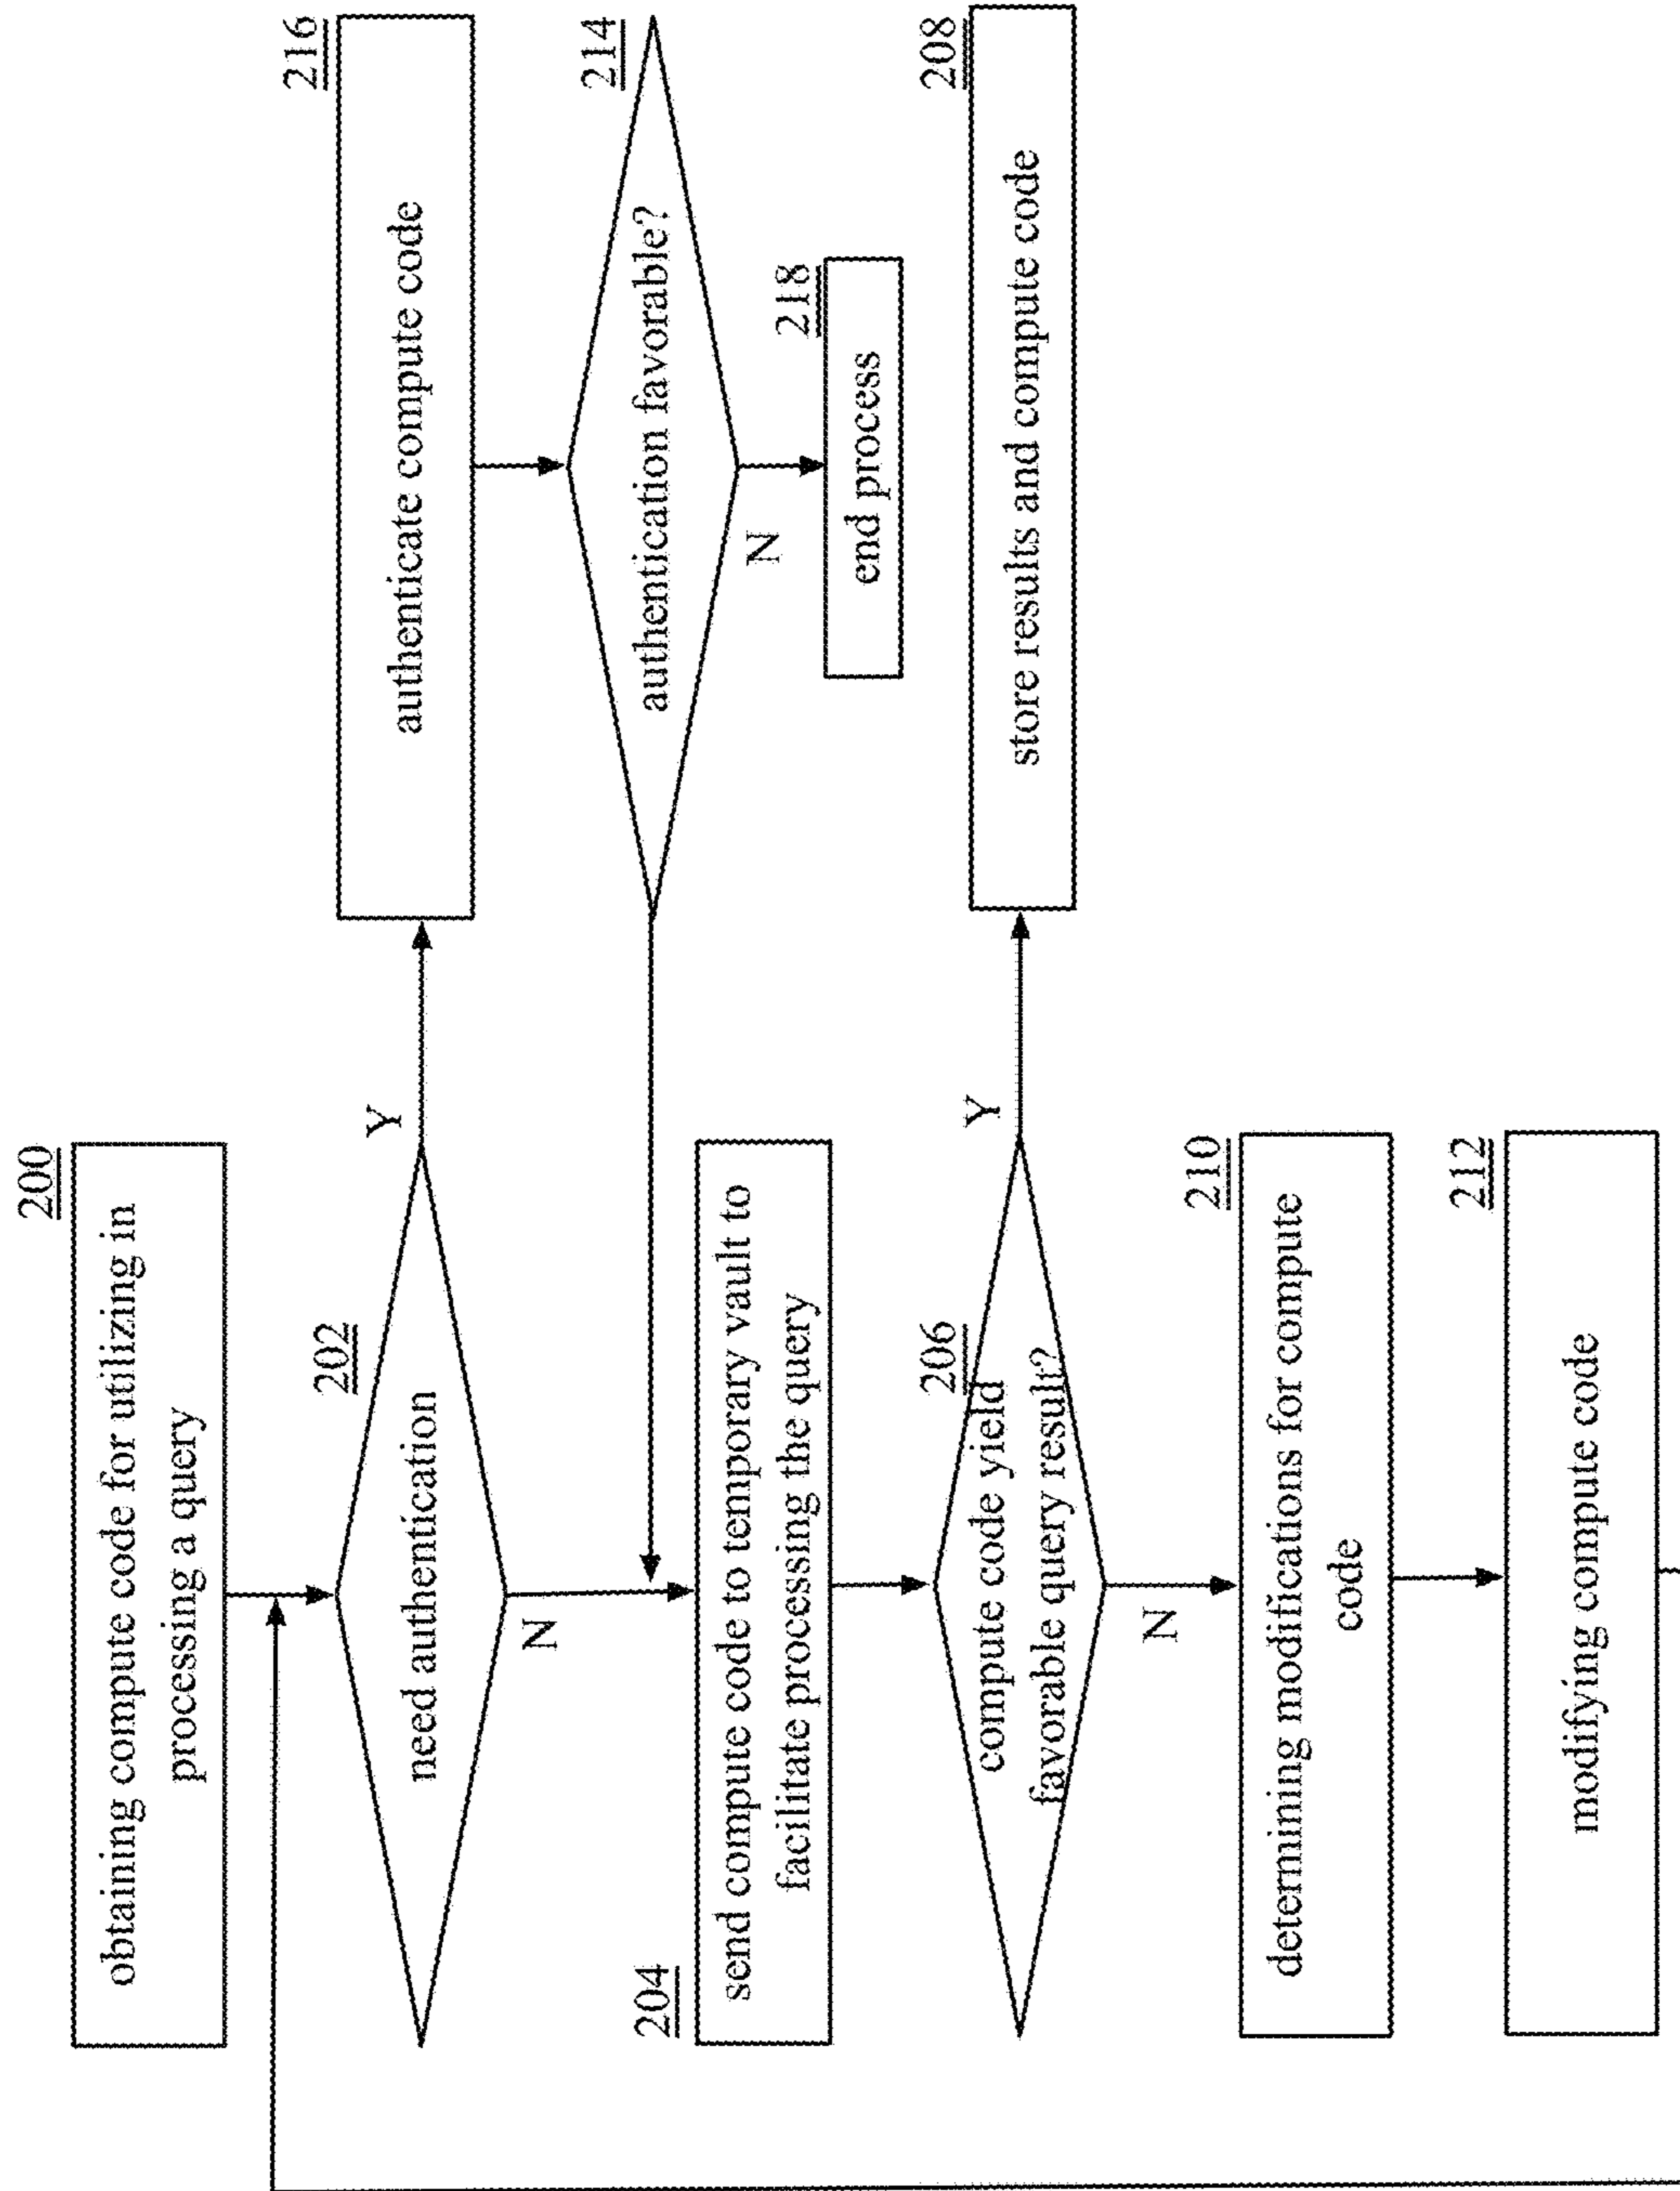 200
obtaining compute code for utilizing in
processing a query
202
need authentication
Y
N
216
authenticate compute code
214
authentication favorable?
N
218
end process
204
send compute code to temporary vault to
facilitate processing the query
206
compute code yield
favorable query result?
Y
N
208
store results and compute code
210
determining modifications for compute
code
212
modifying compute code